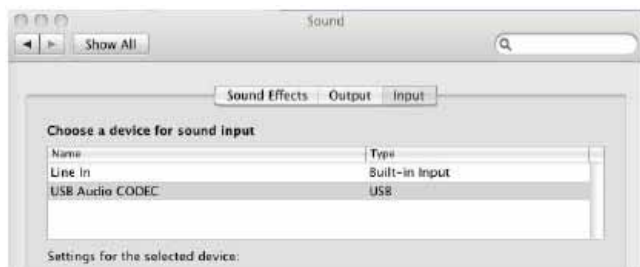 Sound
Show All
Sound Effects Output Input
Choose a device for sound input
Name Type
Line In Built-in Input
USB Audio CODEC USB
Settings for the selected device: